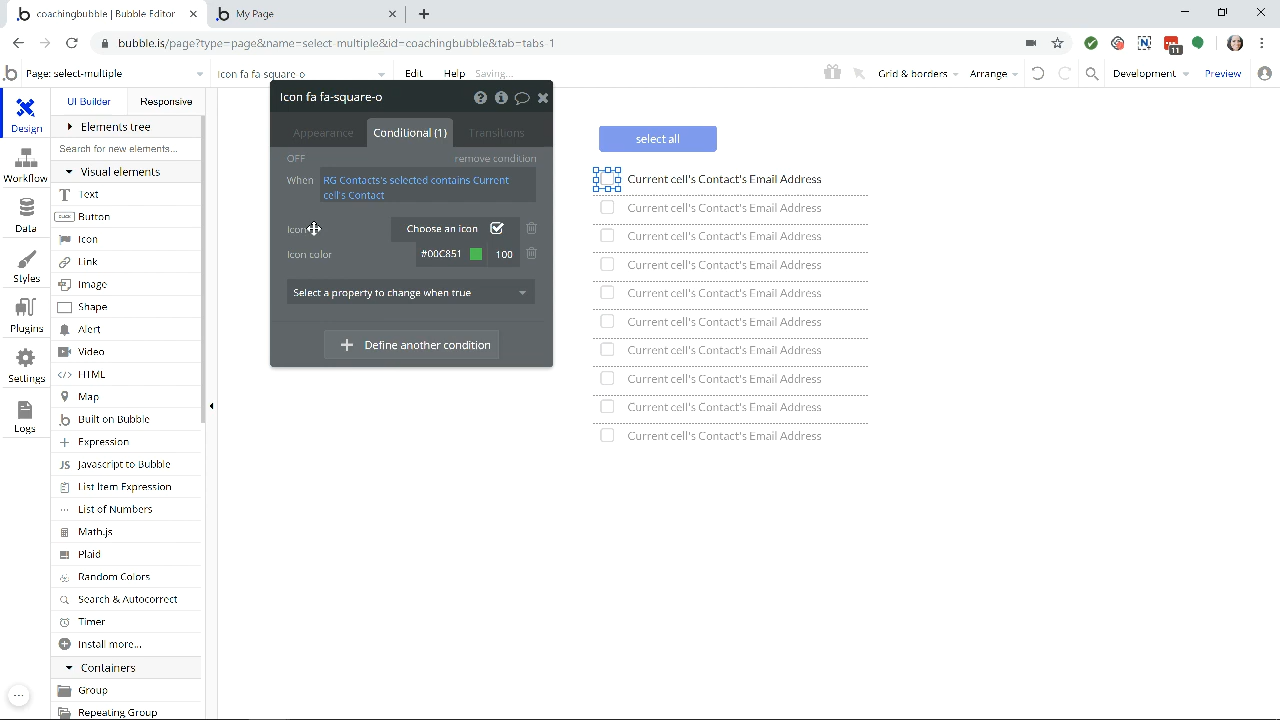 coachingbubble | Bubble Editor
My Page
bubble.is/page?type=page&name=select-multiple&id=coachingbubble&tab=tabs-1
11
Page: select-multiple
Icon fa fa-square-o
Edit
Help
Saving...
Grid & borders
Arrange
Development
Preview
Design
Workflow
Data
Styles
Plugins
Settings
Logs
UI Builder
Responsive
Elements tree
Search for new elements...
Visual elements
Text
CLICK
Button
Icon
Link
Image
Shape
Alert
Video
</> HTML
Map
Built on Bubble
Expression
JS Javascript to Bubble
List Item Expression
List of Numbers
Math.js
Plaid
Random Colors
Search & Autocorrect
Timer
Install more...
Containers
Group
Repeating Group
Icon fa fa-square-o
Appearance
Conditional (1)
Transitions
OFF
remove condition
When
RG Contacts's selected contains Current
cell's Contact
Icon
Choose an icon
Icon color
#00C851
100
Select a property to change when true
Define another condition
select all
Current cell's Contact's Email Address
Current cell's Contact's Email Address
Current cell's Contact's Email Address
Current cell's Contact's Email Address
Current cell's Contact's Email Address
Current cell's Contact's Email Address
Current cell's Contact's Email Address
Current cell's Contact's Email Address
Current cell's Contact's Email Address
Current cell's Contact's Email Address